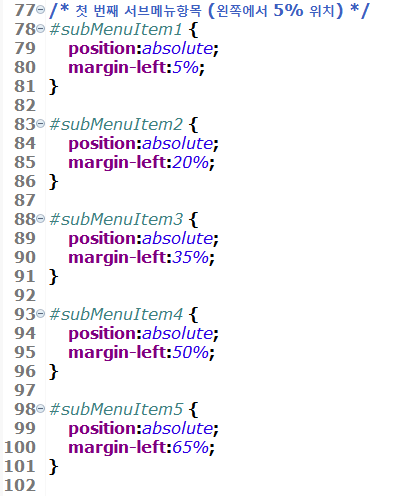 77 /* 첫 번째 서브메뉴항목 (왼쪽에서 5% 위치) */
78 #subMenuItem1 {
79 position:absolute;
80 margin-left:5%;
81 }
82
83 #subMenuItem2 {
84 position:absolute;
85 margin-left:20%;
86 }
87
88 #subMenuItem3 {
89 position:absolute;
90 margin-left:35%;
91 }
92
93 #subMenuItem4 {
94 position:absolute;
95 margin-left:50%;
96 }
97
98 #subMenuItem5 {
99 position:absolute;
100 margin-left:65%;
101 }
102